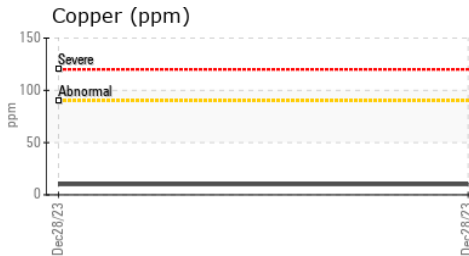 Copper (ppm)
150
Severe
100
Abnormal
ppm
50
0
Dec28/23
Dec28/23